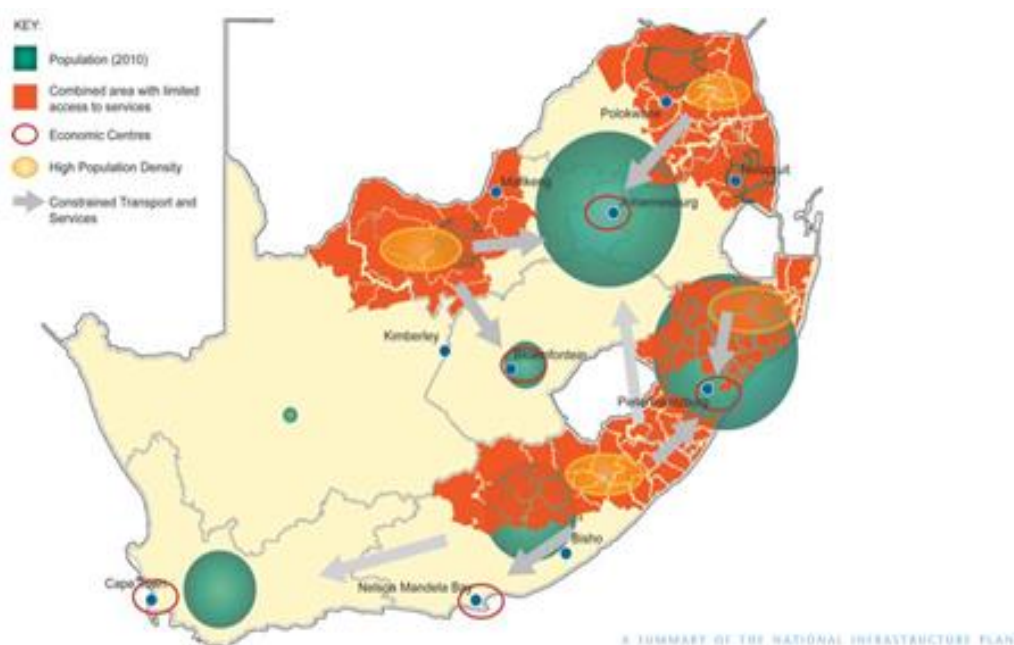 KEY:
Population (2010)
Combined area with limited
access to services
Economic Centres
High Population Density
Constrained Transport and
Services
Polokwane
Nelspruit
Mafikeng
Johannesburg
Kimberley
Bloemfontein
Pietermaritzburg
Bisho
Cape Town
Nelson Mandela Bay
A SUMMARY OF THE NATIONAL INFRASTRUCTURE PLAN